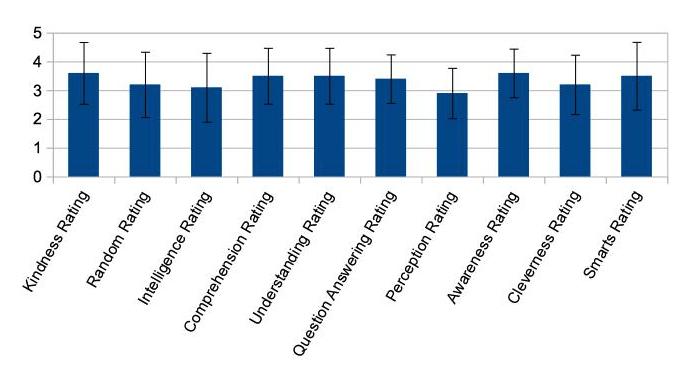 5
4
3
2
1
0
Kindness Rating
Random Rating
Intelligence Rating
Comprehension Rating
Understanding Rating
Question Answering Rating
Perception Rating
Awareness Rating
Cleverness Rating
Smarts Rating